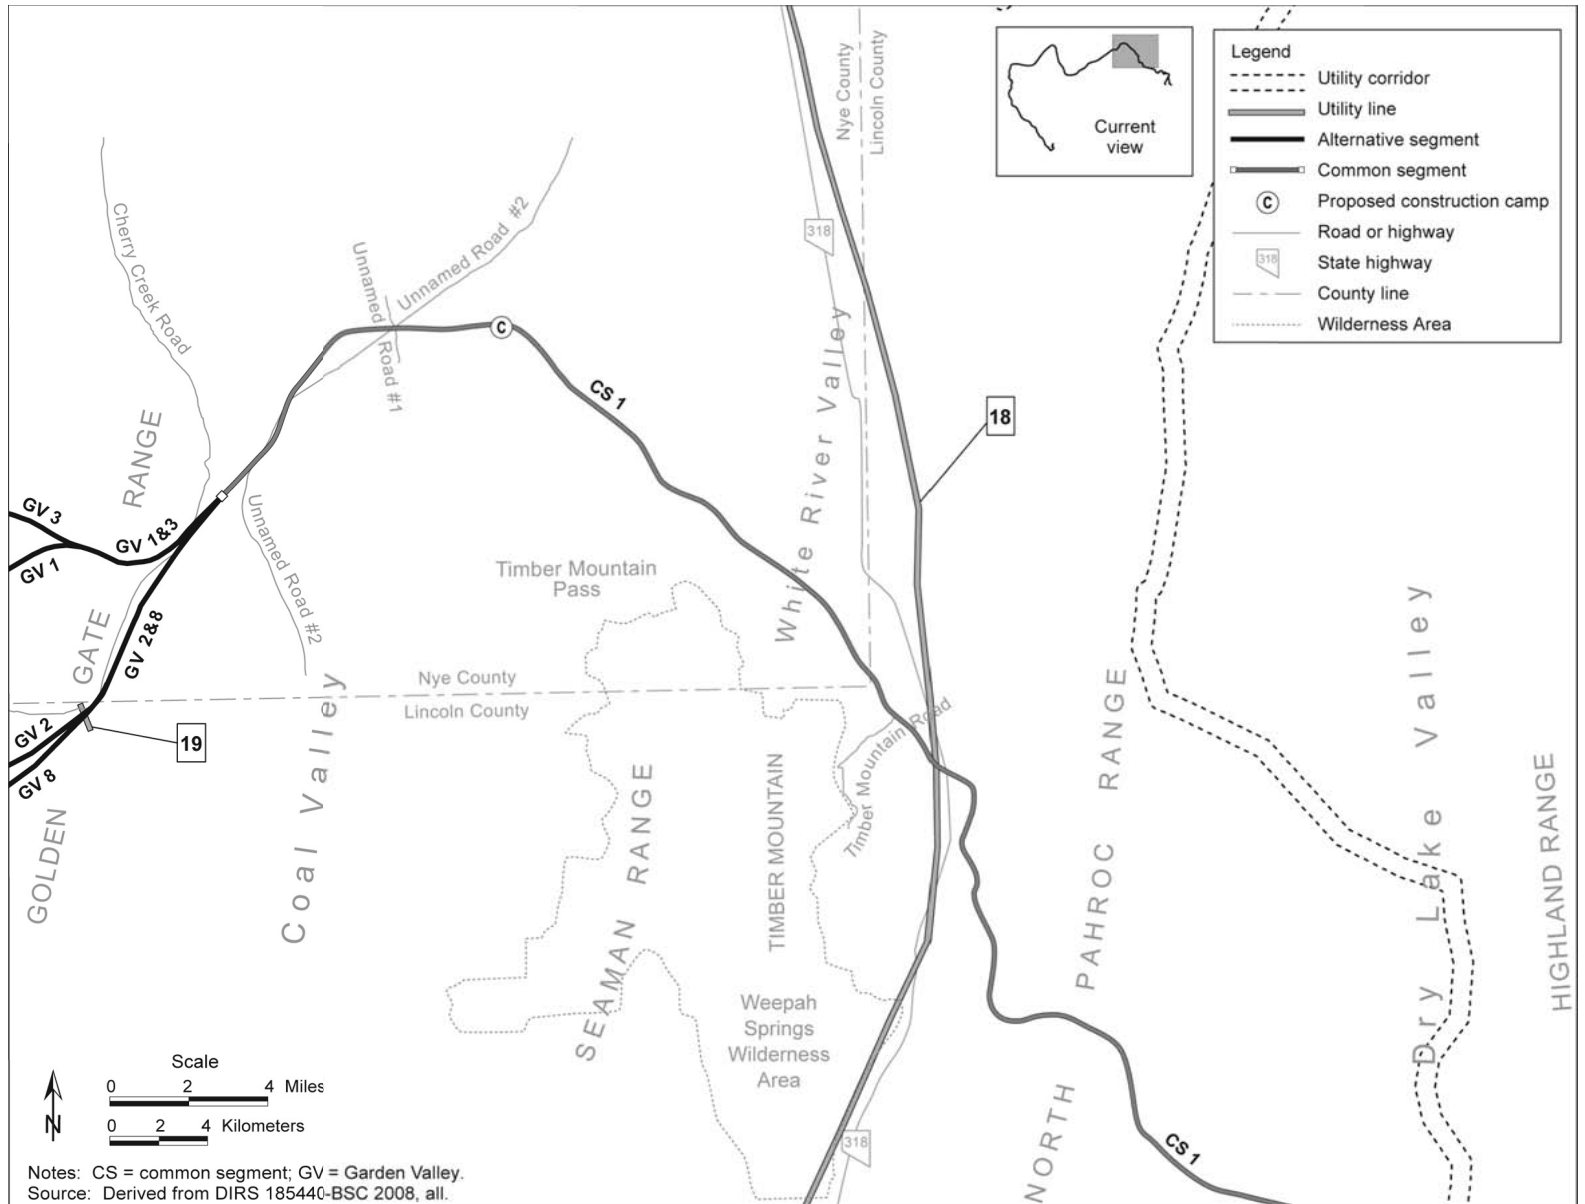 Legend
Utility corridor
Utility line
Alternative segment
Common segment
C Proposed construction camp
Road or highway
318 State highway
County line
Wilderness Area
Current
view
Nye County
Lincoln County
318
Cherry Creek Road
Unnamed Road #1
Unnamed Road #2
C
CS 1
White River Valley
18
RANGE
GV 3
GV 1&3
GV 1
Unnamed Road #2
Timber Mountain
Pass
GATE
GV 2&8
Nye County
Lincoln County
GV 2
GV 8
19
GOLDEN
Coal Valley
SEAMAN RANGE
TIMBER MOUNTAIN
Timber Mountain Road
PAHROC RANGE
Dry Lake Valley
HIGHLAND RANGE
Weepah
Springs
Wilderness
Area
318
NORTH
CS 1
Scale
0 2 4 Miles
0 2 4 Kilometers
N
Notes: CS = common segment; GV = Garden Valley.
Source: Derived from DIRS 185440-BSC 2008, all.